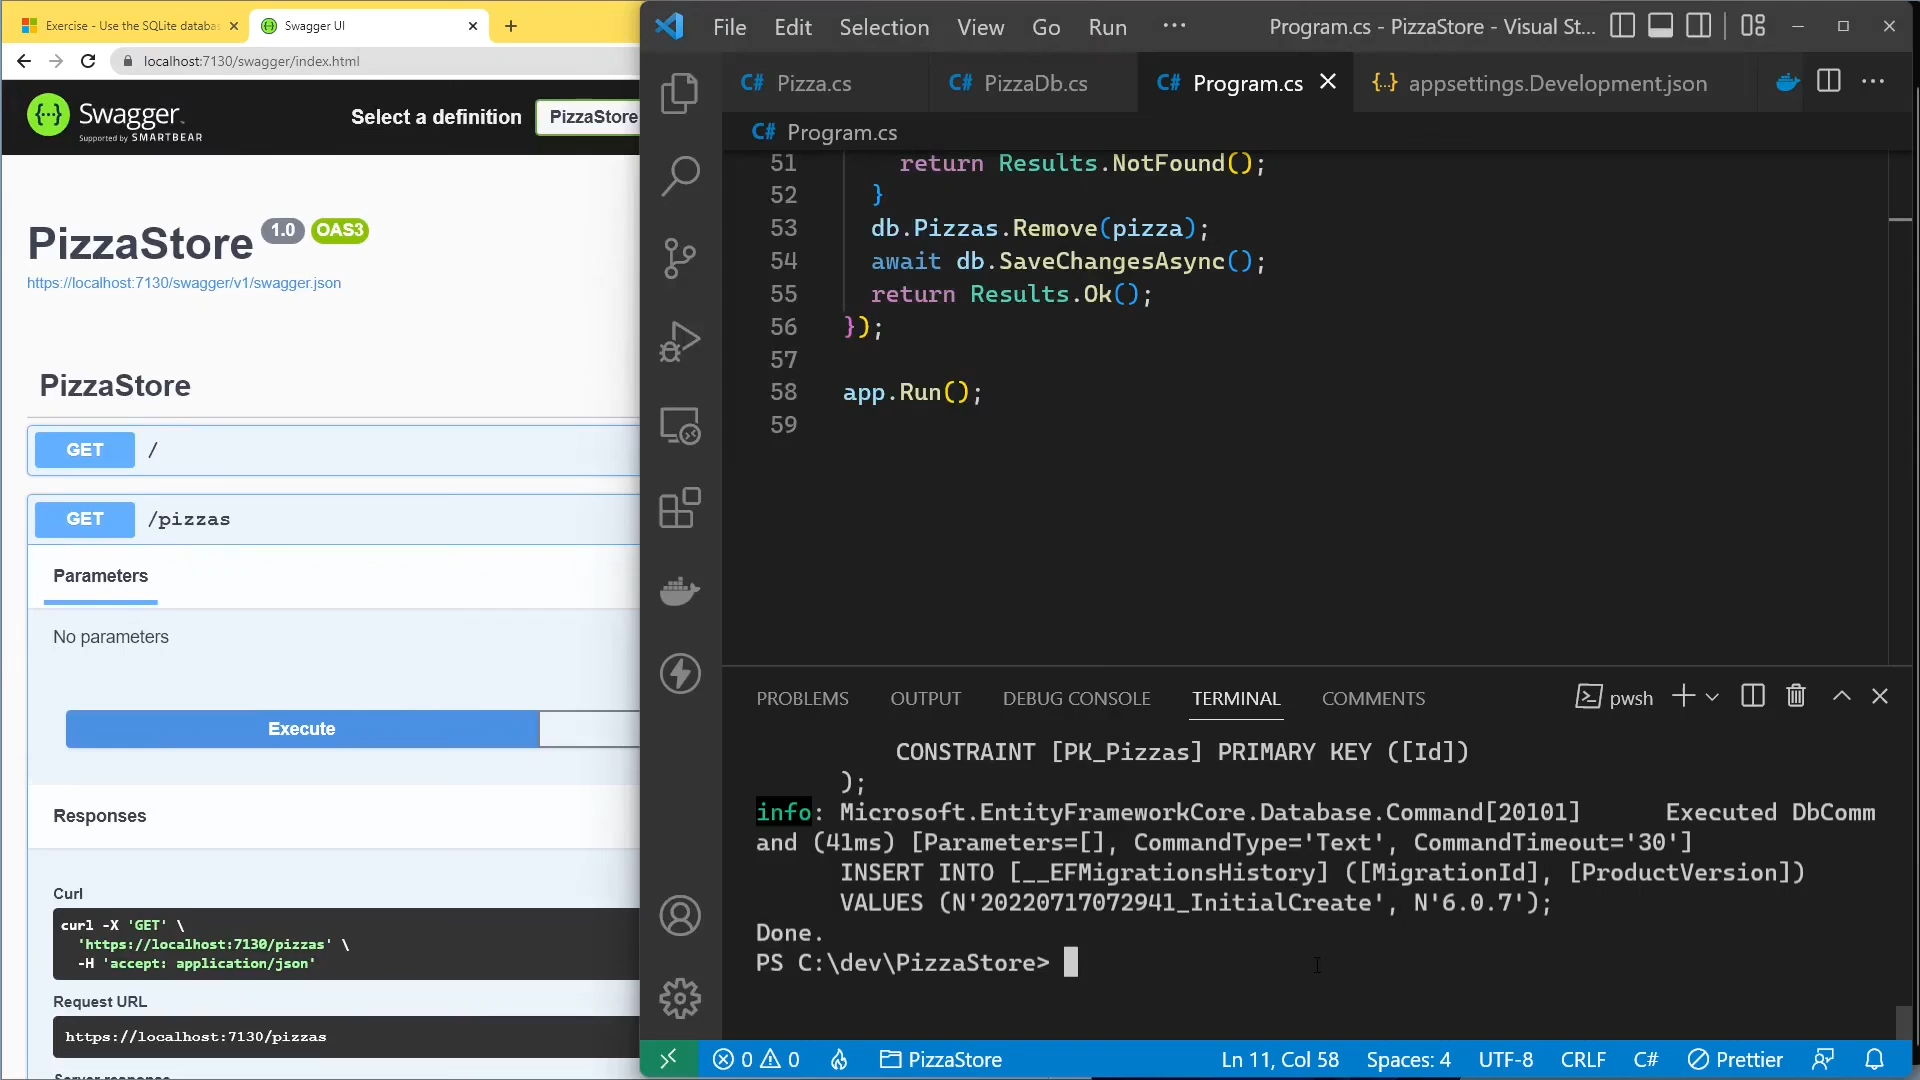 Exercise - Use the SQLite databas
Swagger UI
localhost:7130/swagger/index.html
Swagger
Supported by SMARTBEAR
Select a definition
PizzaStore
PizzaStore 1.0 OAS3
https://localhost:7130/swagger/v1/swagger.json
PizzaStore
GET /
GET /pizzas
Parameters
No parameters
Execute
Responses
Curl
curl -X 'GET' \
'https://localhost:7130/pizzas' \
-H 'accept: application/json'
Request URL
https://localhost:7130/pizzas
Server response
File Edit Selection View Go Run ··· Program.cs - PizzaStore - Visual St...
C# Pizza.cs C# PizzaDb.cs C# Program.cs {··} appsettings.Development.json ···
C# Program.cs
51 return Results.NotFound();
52 }
53 db.Pizzas.Remove(pizza);
54 await db.SaveChangesAsync();
55 return Results.Ok();
56 });
57
58 app.Run();
59
PROBLEMS OUTPUT DEBUG CONSOLE TERMINAL COMMENTS pwsh
CONSTRAINT [PK_Pizzas] PRIMARY KEY ([Id])
);
info: Microsoft.EntityFrameworkCore.Database.Command[20101] Executed DbComm
and (41ms) [Parameters=[], CommandType='Text', CommandTimeout='30']
INSERT INTO [__EFMigrationsHistory] ([MigrationId], [ProductVersion])
VALUES (N'20220717072941_InitialCreate', N'6.0.7');
Done.
PS C:\dev\PizzaStore>
0 0 PizzaStore Ln 11, Col 58 Spaces: 4 UTF-8 CRLF C# Prettier